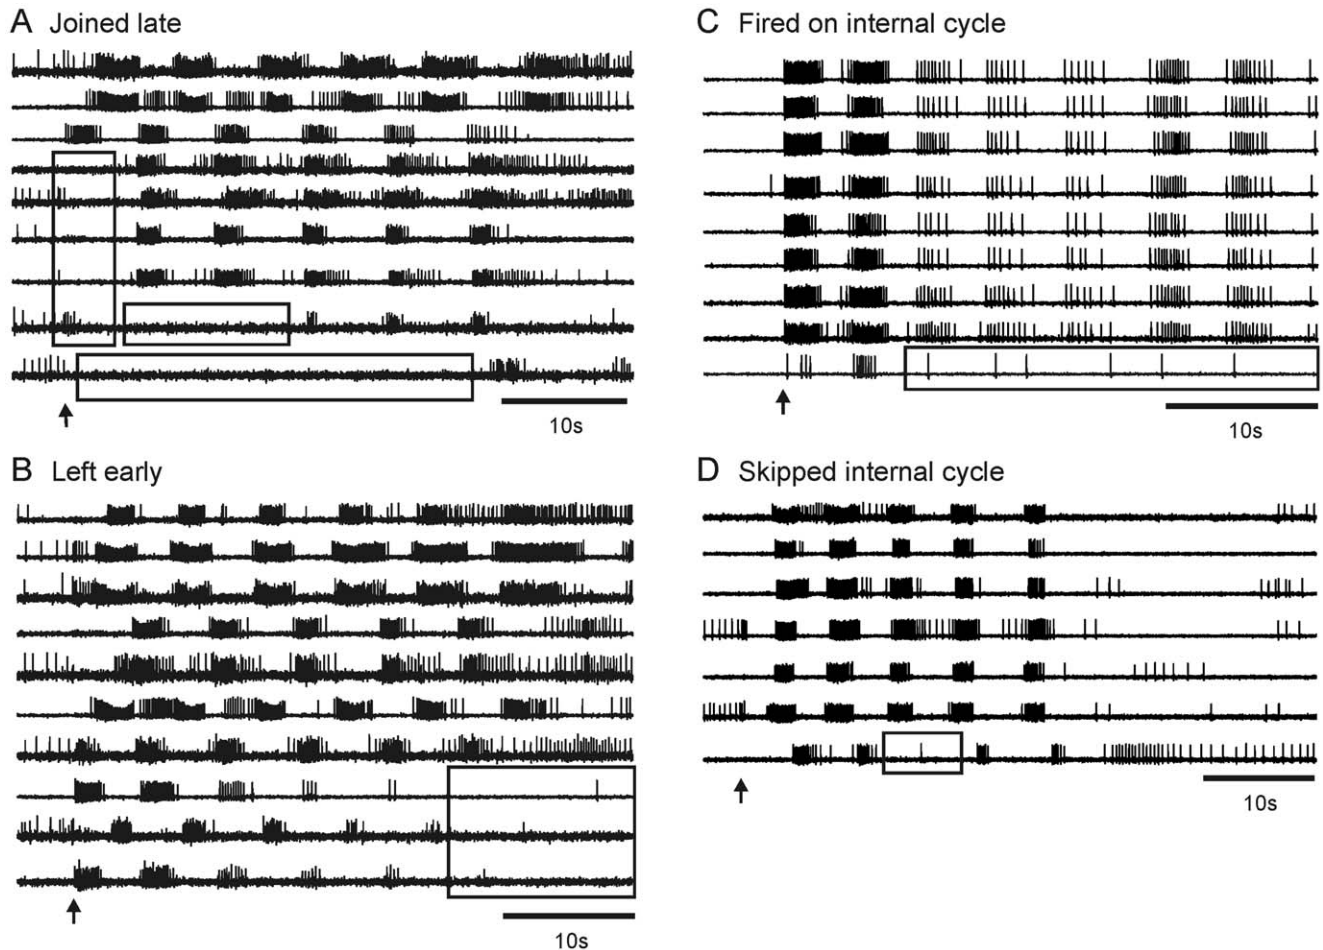 A Joined late
10s
B Left early
10s
C Fired on internal cycle
10s
D Skipped internal cycle
10s